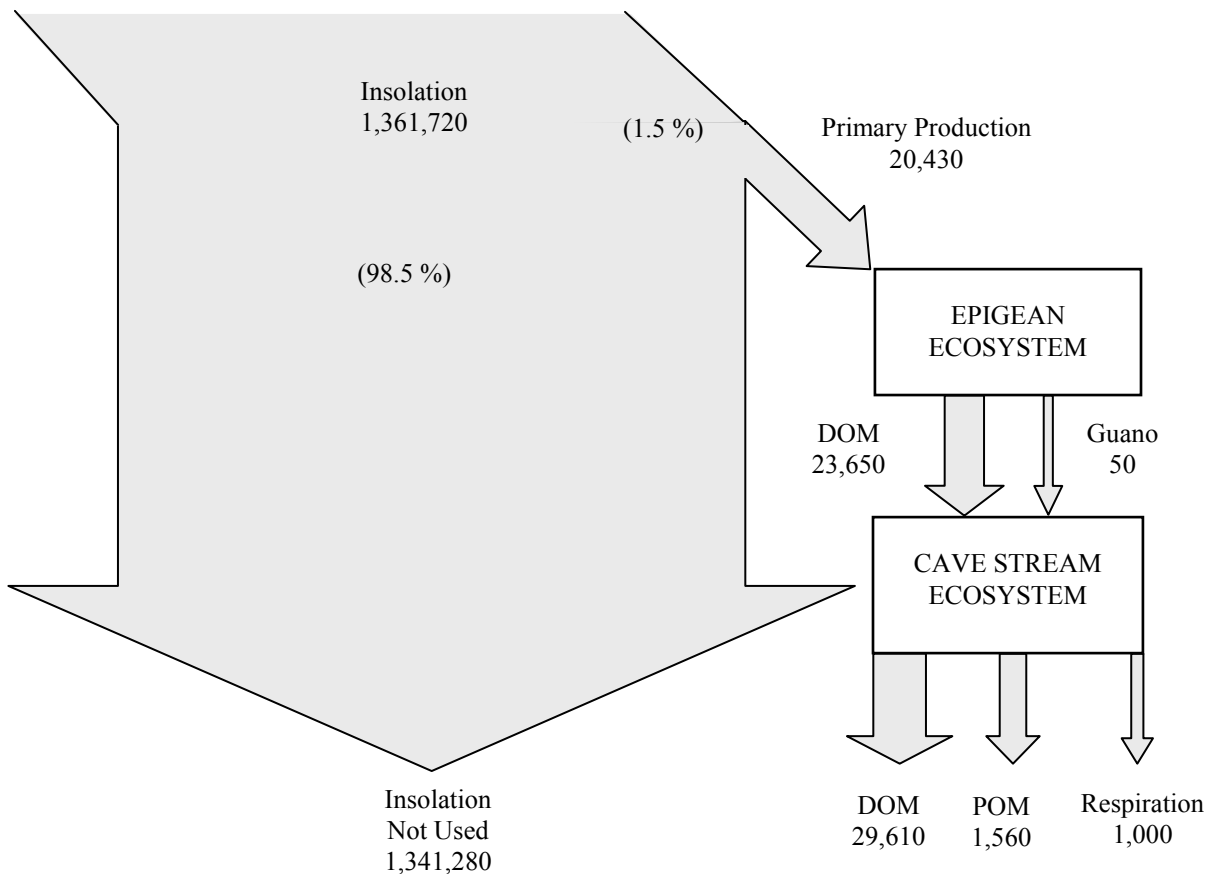 Insolation
1,361,720
(1.5 %)
Primary Production
20,430
(98.5 %)
EPIGEAN
ECOSYSTEM
DOM
23,650
Guano
50
CAVE STREAM
ECOSYSTEM
Insolation
Not Used
1,341,280
DOM
29,610
POM
1,560
Respiration
1,000